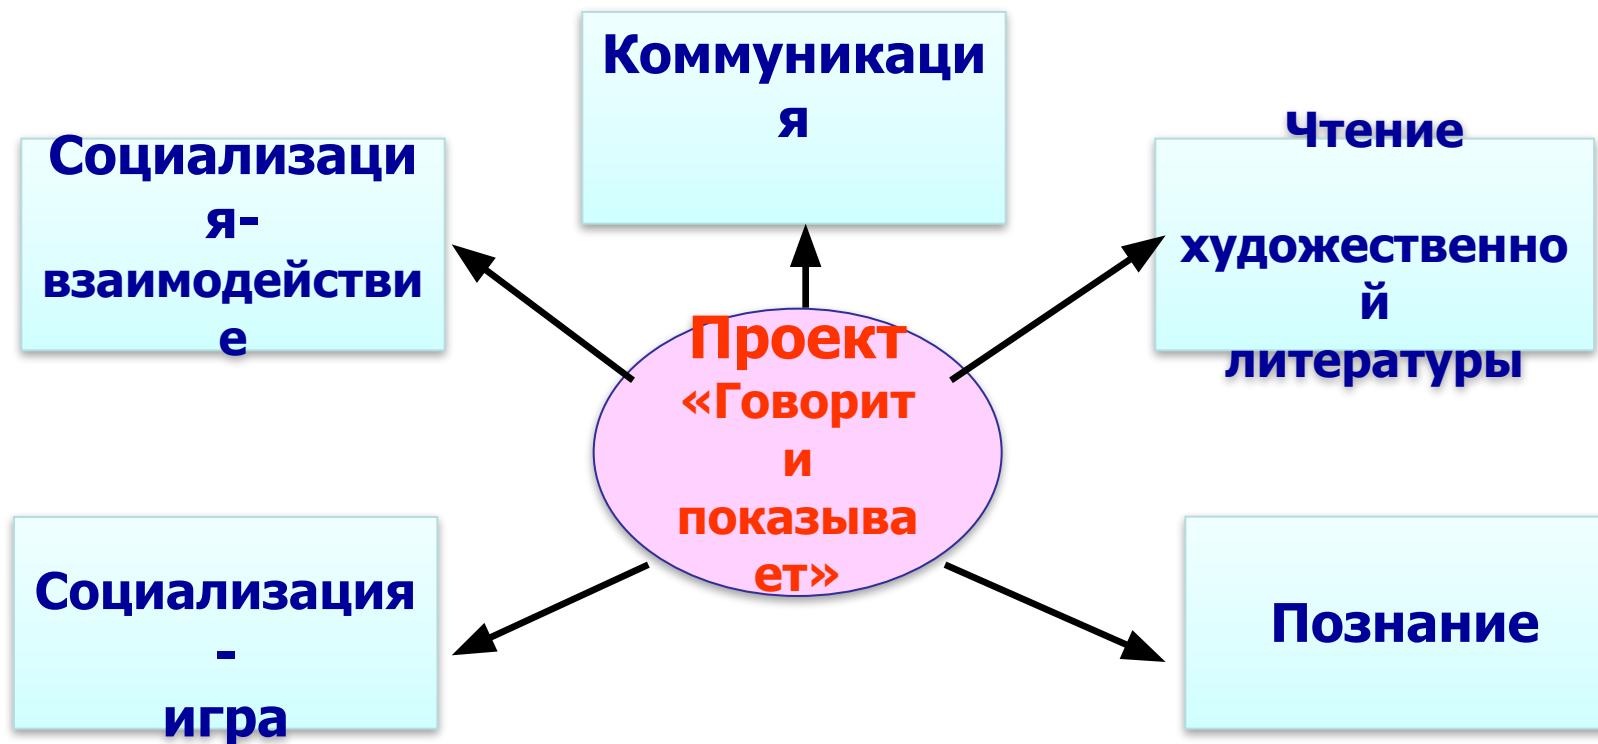 Коммуникаци
я
Социализаци
я-
взаимодействи
е
Чтение
художественно
й
литературы
Проект
«Говорит
и
показыва
ет»
Социализация
-
игра
Познание